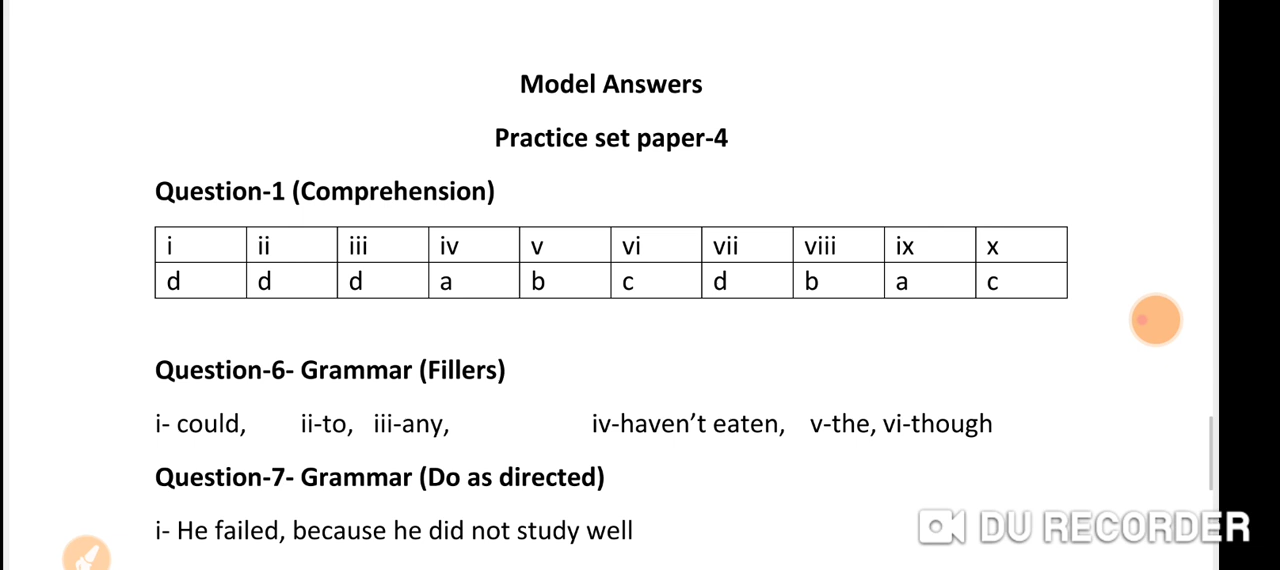 Model Answers
Practice set paper-4
Question-1 (Comprehension)
i ii iii iv v vi vii viii ix x
d d d a b c d b a c
Question-6- Grammar (Fillers)
i- could, ii-to, iii-any, iv-haven’t eaten, v-the, vi-though
Question-7- Grammar (Do as directed)
i- He failed, because he did not study well
DU RECORDER